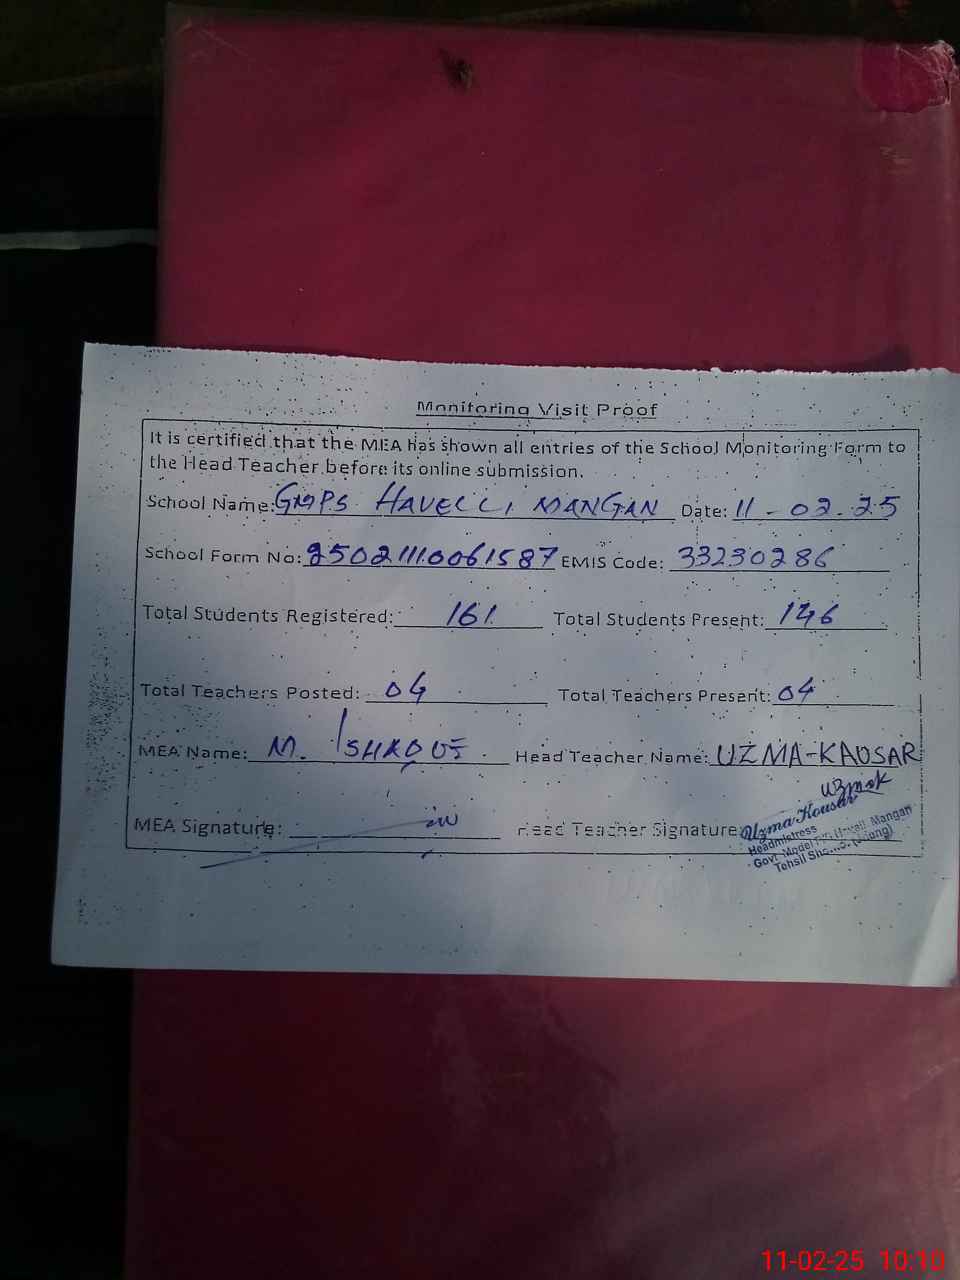 Monitoring Visit Proof
It is certified that the MEA has shown all entries of the School Monitoring Form to
the Head Teacher before its online submission.
School Name: GMPS HAVELLI MANGAN Date: 11-02.25
School Form No: 25021110061587 EMIS Code: 33230286
Total Students Registered: 161 Total Students Present: 146
Total Teachers Posted: 04 Total Teachers Present: 04
MEA Name: M. Head Teacher Name: UZMA-KAOSAR
MEA Signature: Head Teacher Signature:
Uzma Kousar
Headmistress
Govt Model Mangan
Tehsil
11-02-25 10:10